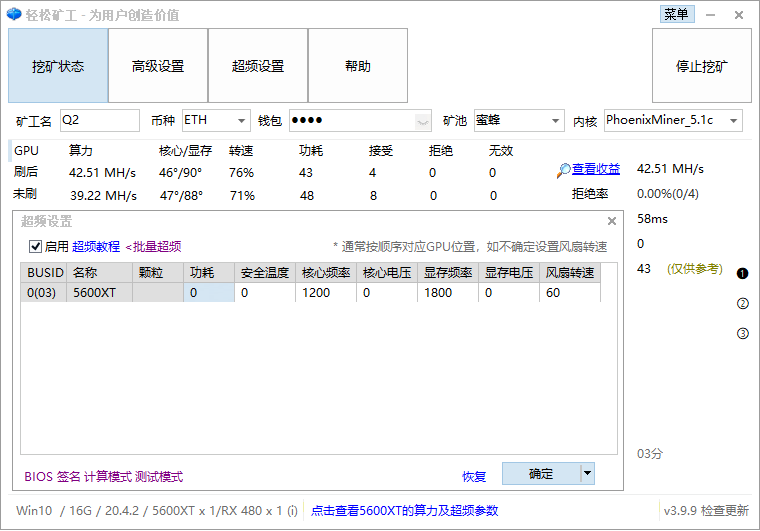 轻松矿工 - 为用户创造价值 菜单
挖矿状态 高级设置 超频设置 帮助 停止挖矿
矿工名 Q2 币种 ETH 钱包 ●●●● 矿池 蜜蜂 内核 PhoenixMiner_5.1c
GPU 算力 核心/显存 转速 功耗 接受 拒绝 无效
刷后 42.51 MH/s 46°/90° 76% 43 4 0 0 查看收益 42.51 MH/s
未刷 39.22 MH/s 47°/88° 71% 48 8 0 0 拒绝率 0.00%(0/4)
超频设置 58ms
启用 超频教程 <批量超频 * 通常按顺序对应GPU位置，如不确定设置风扇转速 0
BUSID 名称 颗粒 功耗 安全温度 核心频率 核心电压 显存频率 显存电压 风扇转速 43 (仅供参考) ❶
0(03) 5600XT 0 0 1200 0 1800 0 60
②
③
03分
BIOS 签名 计算模式 测试模式 恢复 确定
Win10 / 16G / 20.4.2 / 5600XT x 1/RX 480 x 1 (i) 点击查看5600XT的算力及超频参数 v3.9.9 检查更新